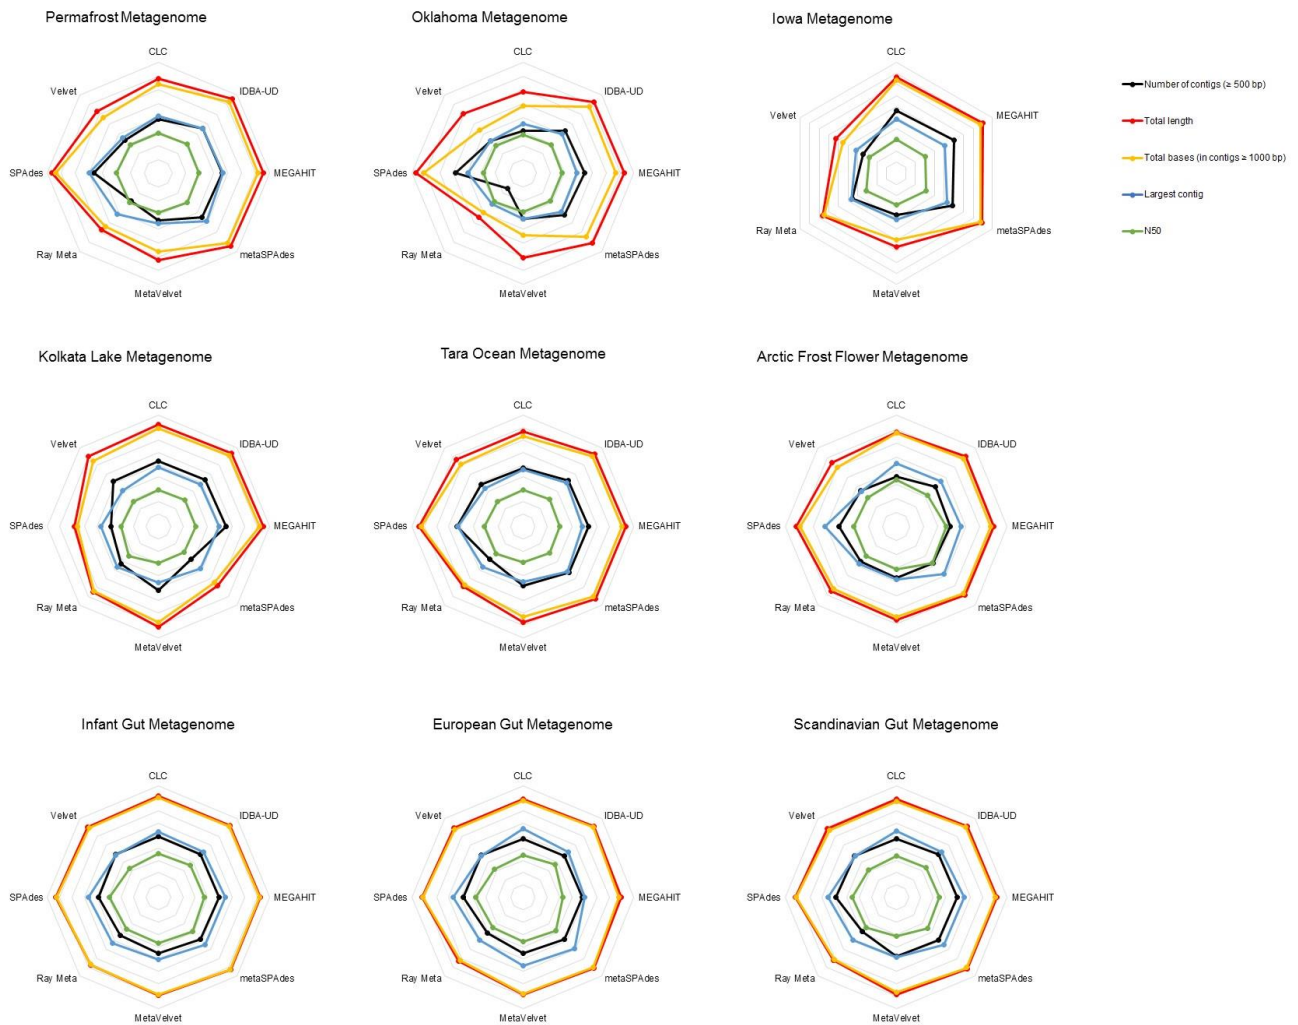 Permafrost Metagenome
Oklahoma Metagenome
Iowa Metagenome
CLC
IDBA-UD
MEGAHIT
metaSPAdes
MetaVelvet
Ray Meta
SPAdes
Velvet
CLC
IDBA-UD
MEGAHIT
metaSPAdes
MetaVelvet
Ray Meta
SPAdes
Velvet
CLC
MEGAHIT
metaSPAdes
MetaVelvet
Ray Meta
Velvet
Number of contigs (≥ 500 bp)
Total length
Total bases (in contigs ≥ 1000 bp)
Largest contig
N50
Kolkata Lake Metagenome
Tara Ocean Metagenome
Arctic Frost Flower Metagenome
CLC
IDBA-UD
MEGAHIT
metaSPAdes
MetaVelvet
Ray Meta
SPAdes
Velvet
CLC
IDBA-UD
MEGAHIT
metaSPAdes
MetaVelvet
Ray Meta
SPAdes
Velvet
CLC
IDBA-UD
MEGAHIT
metaSPAdes
MetaVelvet
Ray Meta
SPAdes
Velvet
Infant Gut Metagenome
European Gut Metagenome
Scandinavian Gut Metagenome
CLC
IDBA-UD
MEGAHIT
metaSPAdes
MetaVelvet
Ray Meta
SPAdes
Velvet
CLC
IDBA-UD
MEGAHIT
metaSPAdes
MetaVelvet
Ray Meta
SPAdes
Velvet
CLC
IDBA-UD
MEGAHIT
metaSPAdes
MetaVelvet
Ray Meta
SPAdes
Velvet